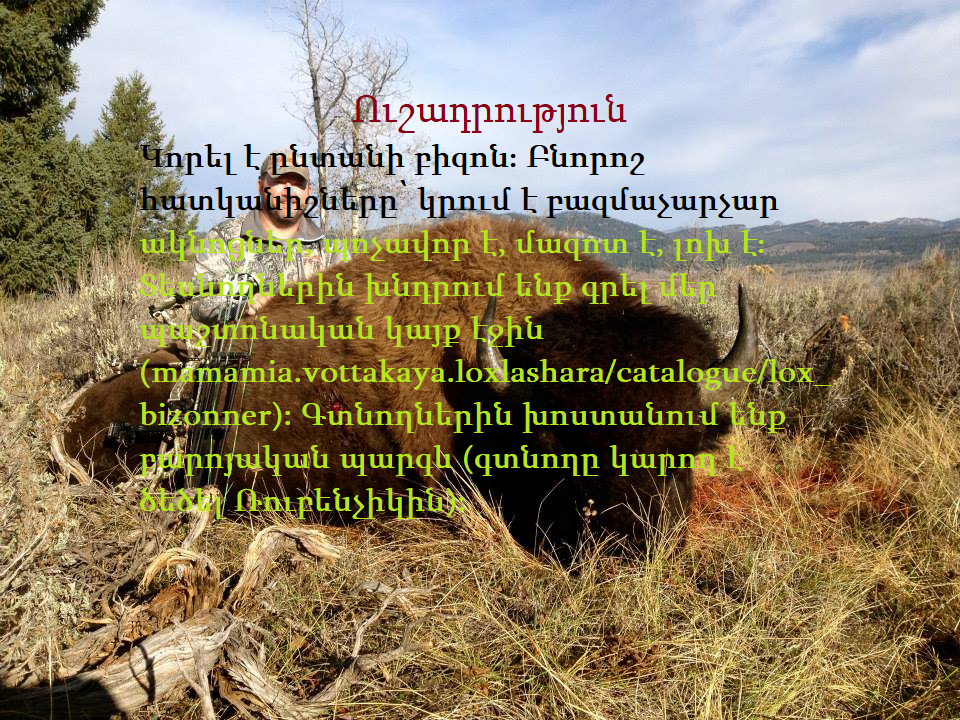 Ուշադրություն
Կորել է ընտանի բիզոն: Բնորոշ
հատկանիշները՝ կրում է բազմաչարչար
ակնոցներ, պոչավոր է, մազոտ է, լոխ է:
Տեսնողներին խնդրում ենք գրել մեր
պաշտոնական կայք էջին
(mamamia.vottakaya.loxlashara/catalogue/lox_
bizonner): Գտնողներին խոստանում ենք
բարոյական պարգև (գտնողը կարող է
ծեծել Ռուբենչիկին):